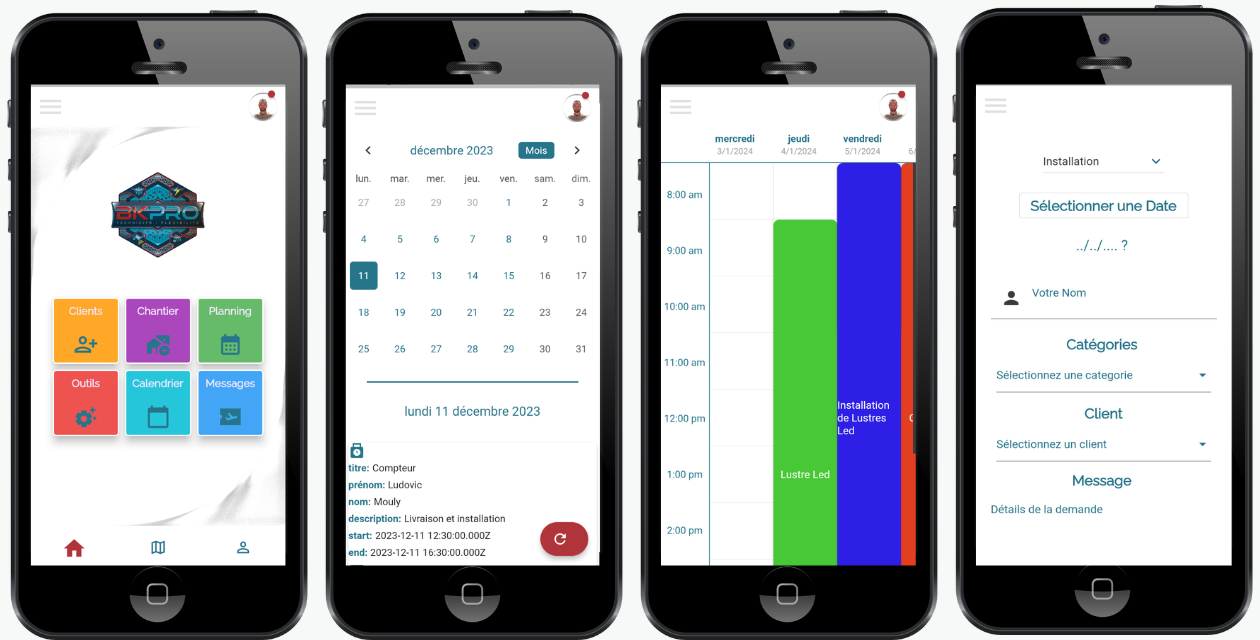 BKPRO
TECHNICITÉ | FLEXIBILITÉ
Clients
Chantier
Planning
Outils
Calendrier
Messages
décembre 2023
Mois
lun. mar. mer. jeu. ven. sam. dim.
27 28 29 30 1 2 3
4 5 6 7 8 9 10
11 12 13 14 15 16 17
18 19 20 21 22 23 24
25 26 27 28 29 30 31
lundi 11 décembre 2023
titre: Compteur
prénom: Ludovic
nom: Mouly
description: Livraison et installation
start: 2023-12-11 12:30:00.000Z
end: 2023-12-11 16:30:00.00Z
mercredi jeudi vendredi
3/1/2024 4/1/2024 5/1/2024 6/
8:00 am
9:00 am
10:00 am
11:00 am
12:00 pm
1:00 pm
2:00 pm
Lustre Led
Installation
de Lustres
Led
Installation
Sélectionner une Date
../../.... ?
Votre Nom
Catégories
Sélectionnez une categorie
Client
Sélectionnez un client
Message
Détails de la demande